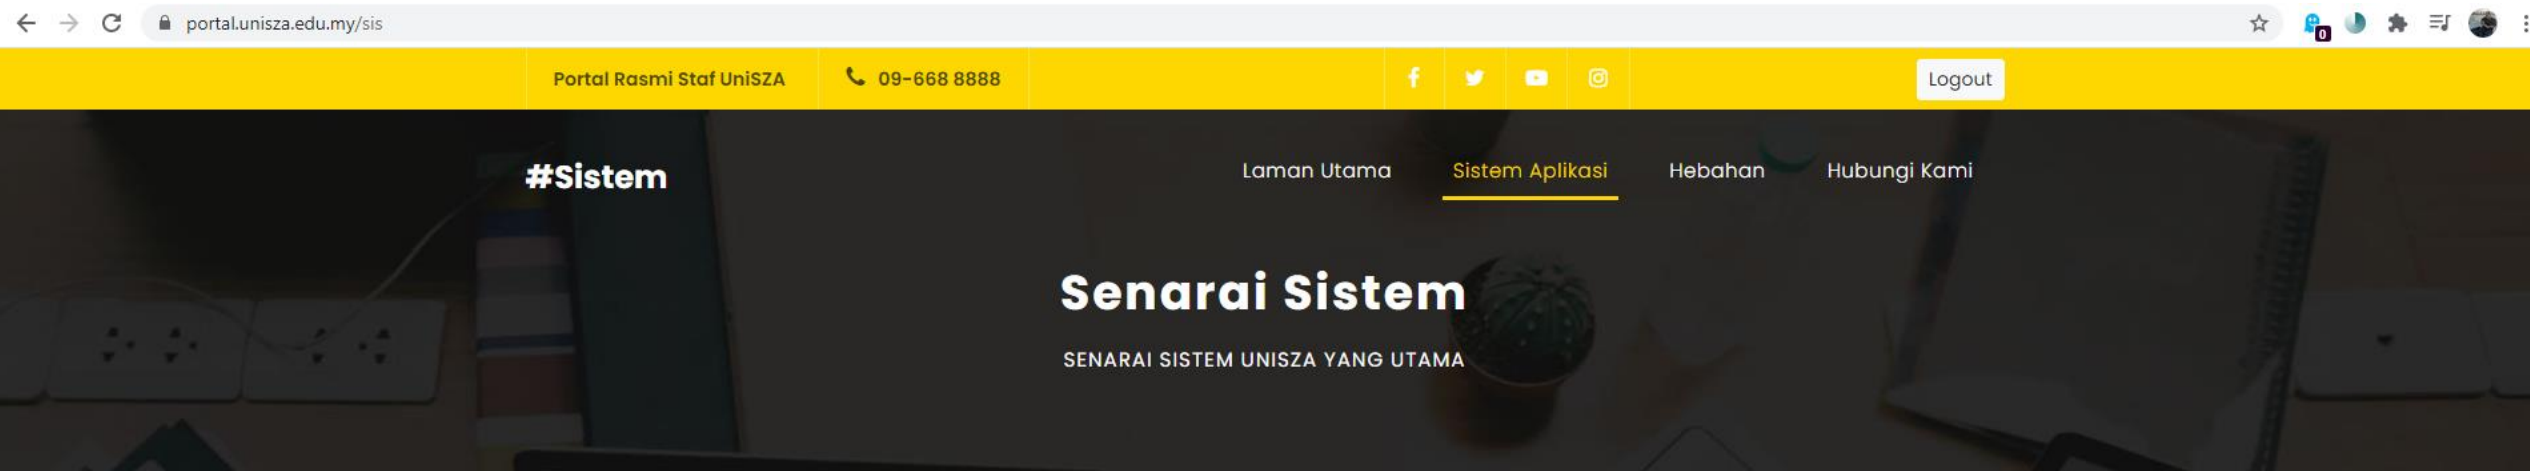 portal.unisza.edu.my/sis
0
Portal Rasmi Staf UniSZA 09-668 8888 Logout
#Sistem Laman Utama Sistem Aplikasi Hebahan Hubungi Kami
Senarai Sistem
SENARAI SISTEM UNISZA YANG UTAMA